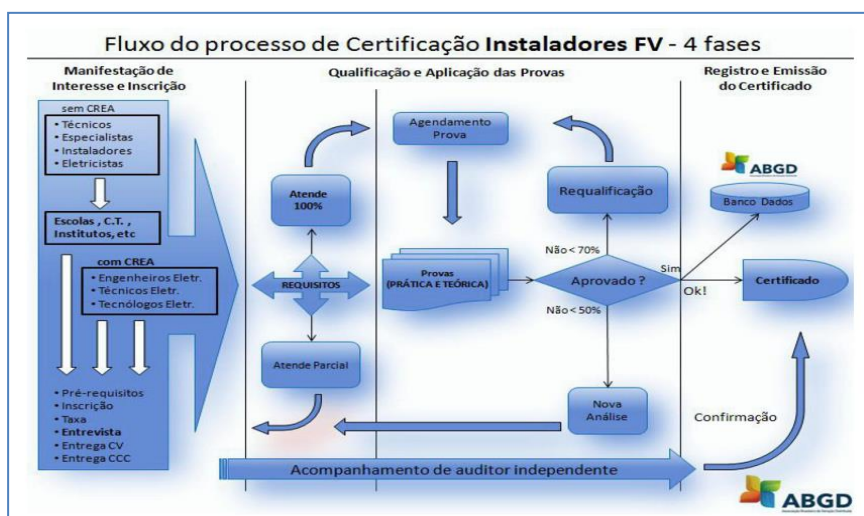 Fluxo do processo de Certificação Instaladores FV - 4 fases
Manifestação de
Interesse e Inscrição
Qualificação e Aplicação das Provas
Registro e Emissão
do Certificado
sem CREA
• Técnicos
• Especialistas
• Instaladores
• Eletricistas
Escolas , C.T. ,
Institutos, etc
com CREA
• Engenheiros Eletr.
• Técnicos Eletr.
• Tecnólogos Eletr.
• Pré-requisitos
• Inscrição
• Taxa
• Entrevista
• Entrega CV
• Entrega CCC
Atende
100%
REQUISITOS
Atende Parcial
Agendamento
Prova
Provas
(PRÁTICA E TEÓRICA)
Requalificação
Não < 70%
Aprovado ?
Sim
Ok!
Não < 50%
Nova
Análise
ABGD
Banco Dados
Certificado
Confirmação
Acompanhamento de auditor independente
ABGD